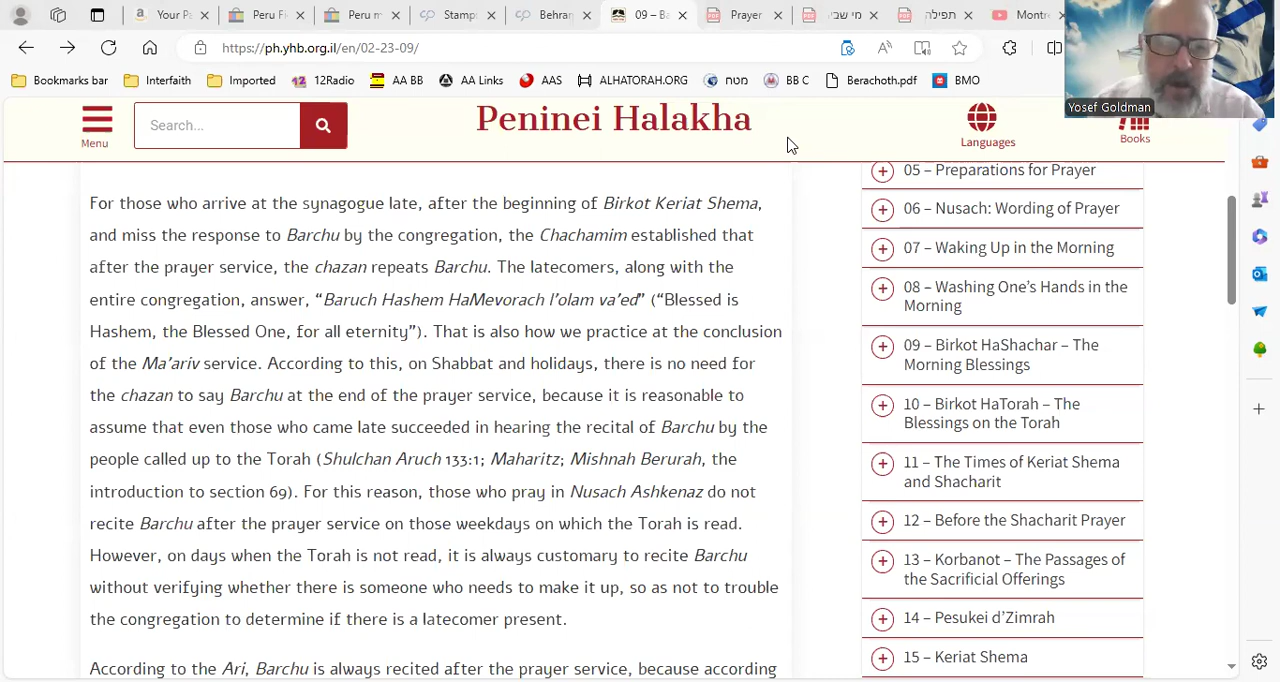 Your Pa
Peru Fl
Peru m
Stamp
Behran
09 – Ba
Prayer
מי שבי
תפילה
Montre
https://ph.yhb.org.il/en/02-23-09/
Bookmarks bar
Interfaith
Imported
12Radio
AA BB
AA Links
AAS
ALHATORAH.ORG
מטח
BB C
Berachoth.pdf
BMO
Yosef Goldman
Menu
Search...
Peninei Halakha
Languages
Books
For those who arrive at the synagogue late, after the beginning of Birkot Keriat Shema,
and miss the response to Barchu by the congregation, the Chachamim established that
after the prayer service, the chazan repeats Barchu. The latecomers, along with the
entire congregation, answer, “Baruch Hashem HaMevorach l’olam va’ed” (“Blessed is
Hashem, the Blessed One, for all eternity”). That is also how we practice at the conclusion
of the Ma’ariv service. According to this, on Shabbat and holidays, there is no need for
the chazan to say Barchu at the end of the prayer service, because it is reasonable to
assume that even those who came late succeeded in hearing the recital of Barchu by the
people called up to the Torah (Shulchan Aruch 133:1; Maharitz; Mishnah Berurah, the
introduction to section 69). For this reason, those who pray in Nusach Ashkenaz do not
recite Barchu after the prayer service on those weekdays on which the Torah is read.
However, on days when the Torah is not read, it is always customary to recite Barchu
without verifying whether there is someone who needs to make it up, so as not to trouble
the congregation to determine if there is a latecomer present.
According to the Ari, Barchu is always recited after the prayer service, because according
05 – Preparations for Prayer
06 – Nusach: Wording of Prayer
07 – Waking Up in the Morning
08 – Washing One’s Hands in the
Morning
09 – Birkot HaShachar – The
Morning Blessings
10 – Birkot HaTorah – The
Blessings on the Torah
11 – The Times of Keriat Shema
and Shacharit
12 – Before the Shacharit Prayer
13 – Korbanot – The Passages of
the Sacrificial Offerings
14 – Pesukei d’Zimrah
15 – Keriat Shema